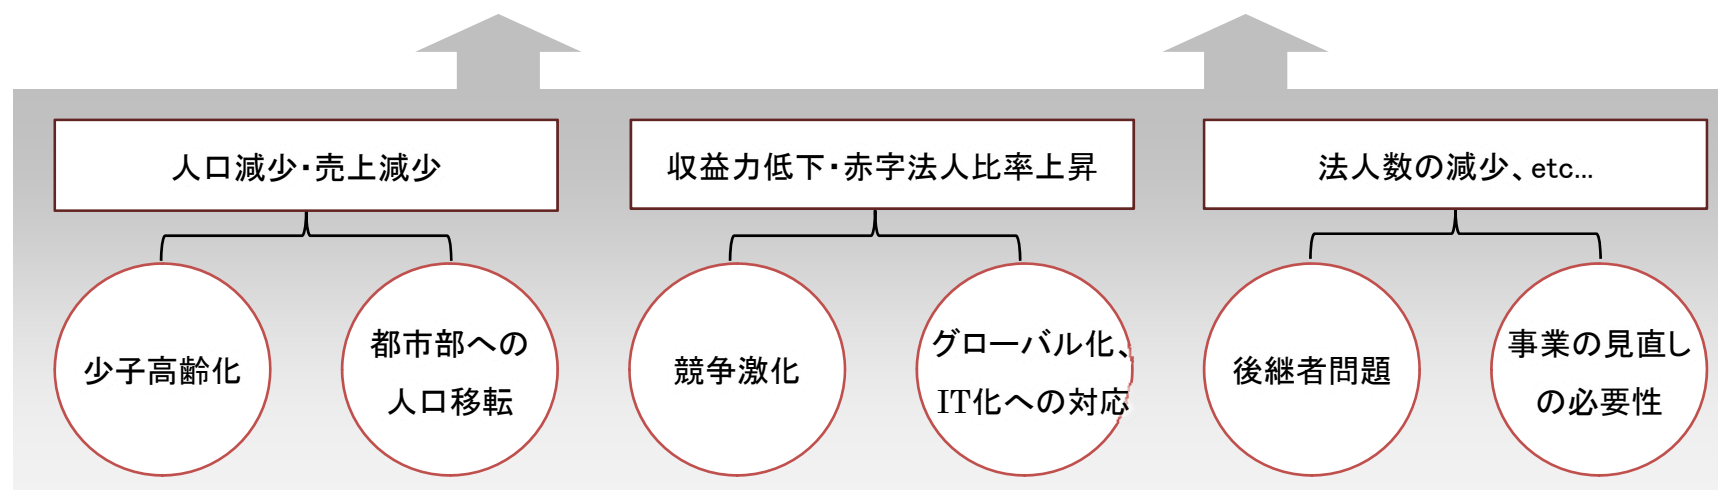 人口減少・売上減少
収益力低下・赤字法人比率上昇
法人数の減少、etc…
少子高齢化
都市部への
人口移転
競争激化
グローバル化、
IT化への対応
後継者問題
事業の見直し
の必要性